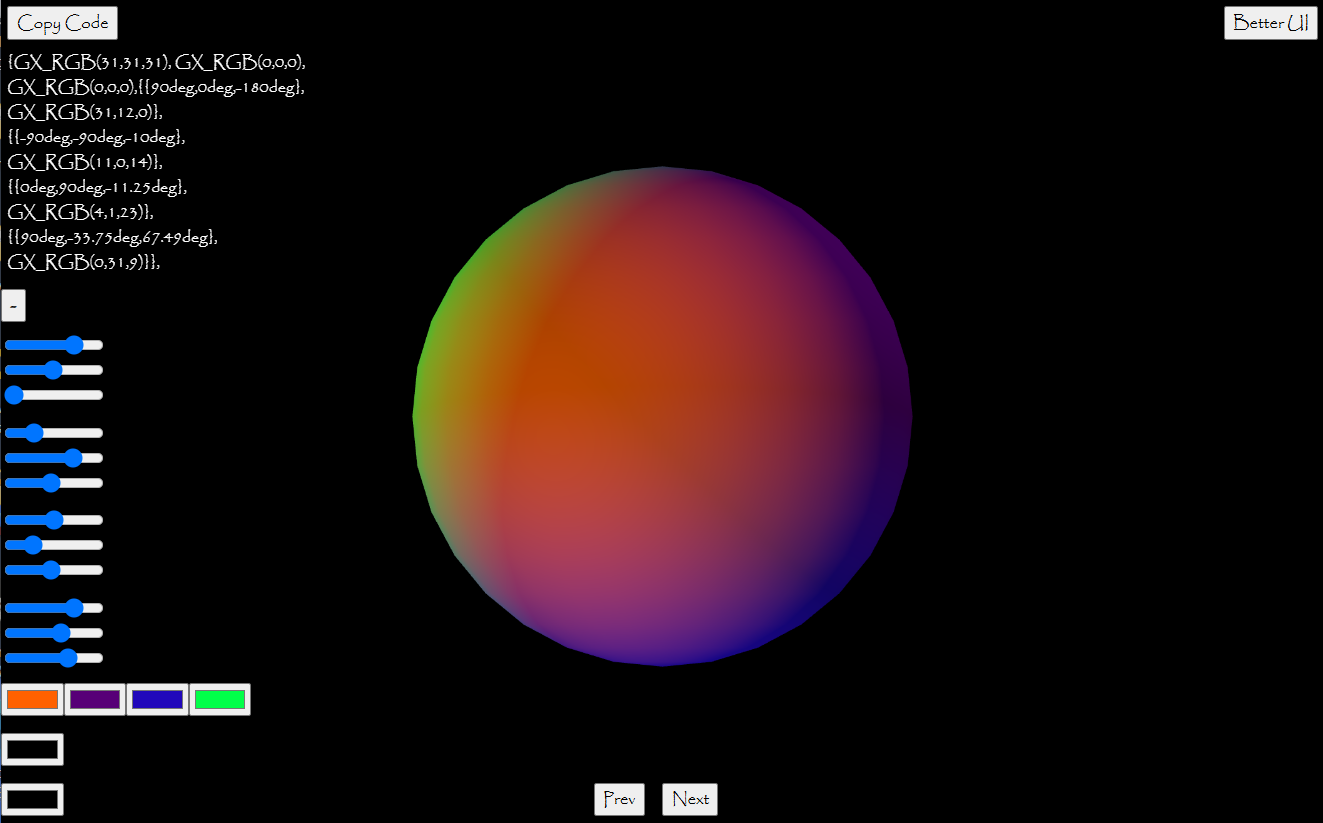 Copy Code
Better UI
{GX_RGB(31,31,31), GX_RGB(0,0,0),
GX_RGB(0,0,0),{{90deg,0deg,-180deg},
GX_RGB(31,12,0)},
{{-90deg,-90deg,-10deg},
GX_RGB(11,0,14)},
{{0deg,90deg,-11.25deg},
GX_RGB(4,1,23)},
{{90deg,-33.75deg,67.49deg},
GX_RGB(0,31,9)}},
-
Prev
Next